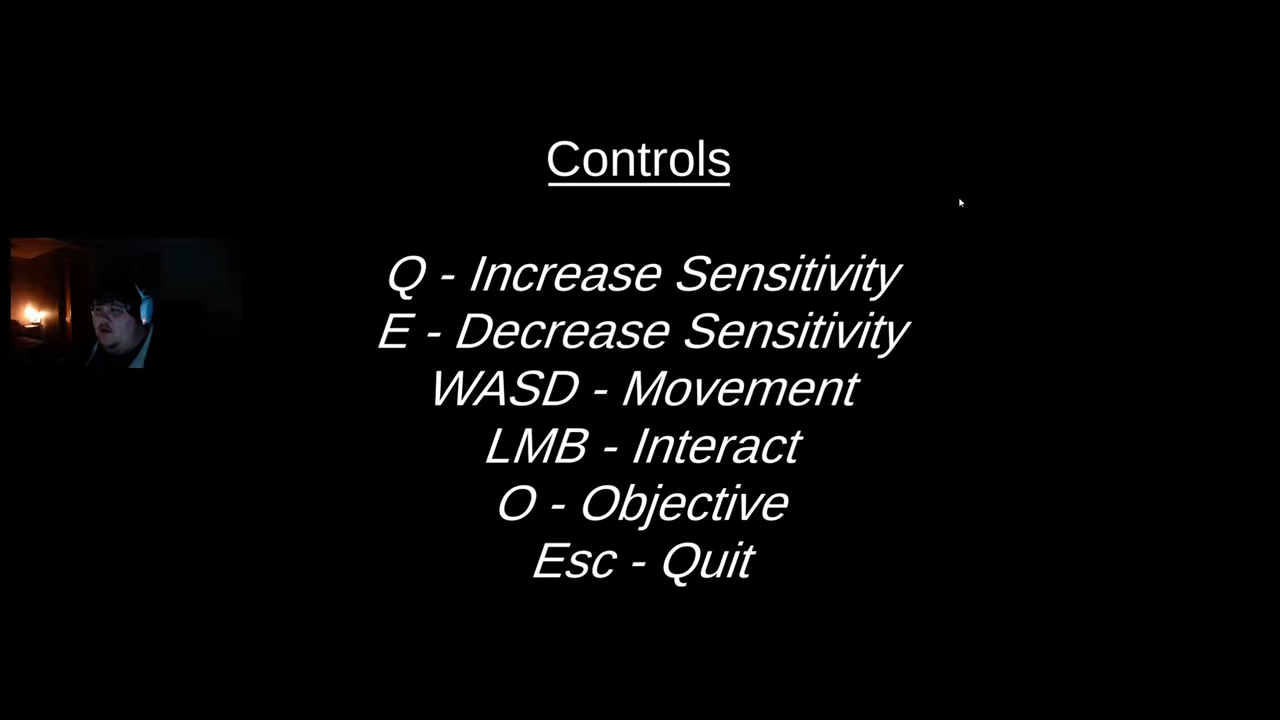 Controls
Q - Increase Sensitivity
E - Decrease Sensitivity
WASD - Movement
LMB - Interact
O - Objective
Esc - Quit